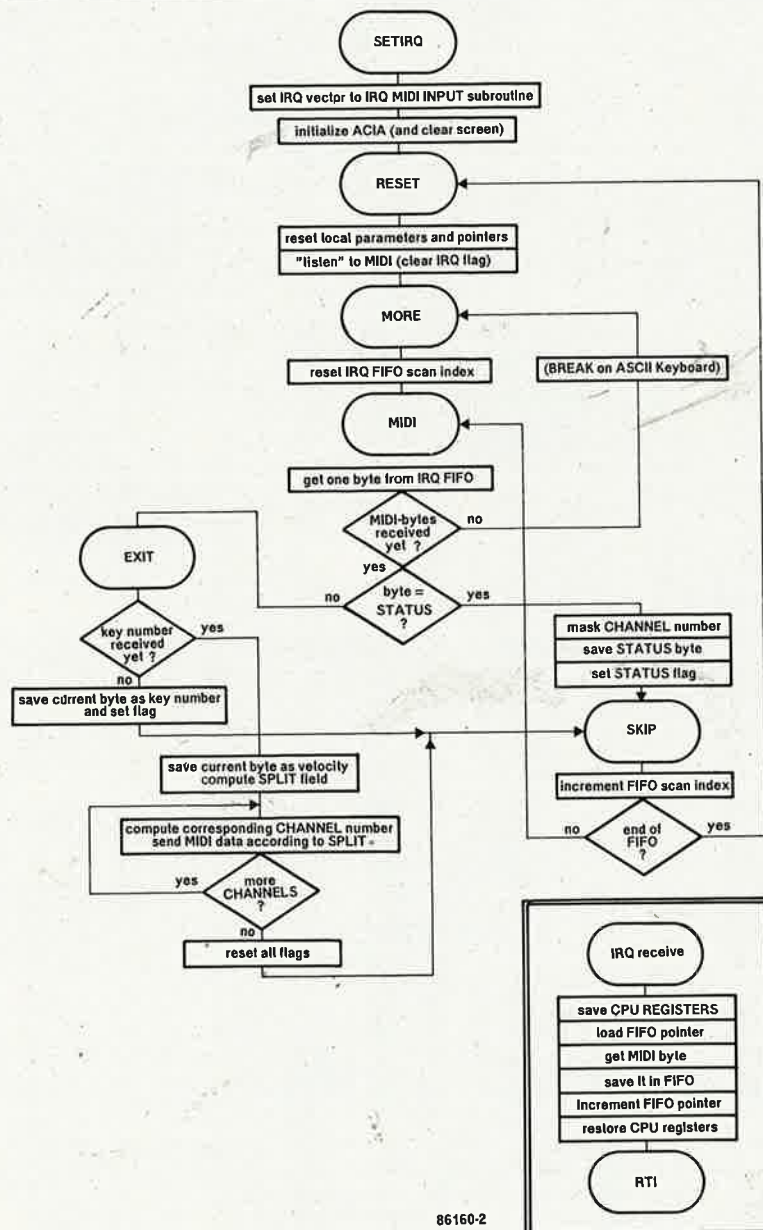 SETIRQ
set IRQ vectpr to IRQ MIDI INPUT subroutine
initialize ACIA (and clear screen)
RESET
reset local parameters and pointers
"listen" to MIDI (clear IRQ flag)
MORE
reset IRQ FIFO scan index
(BREAK on ASCII Keyboard)
MIDI
get one byte from IRQ FIFO
MIDI-bytes
received
yet ?
no
yes
EXIT
byte =
STATUS
?
no
yes
key number
received
yet ?
yes
no
save current byte as key number
and set flag
mask CHANNEL number
save STATUS byte
set STATUS flag
SKIP
save current byte as velocity
compute SPLIT field
increment FIFO scan index
compute corresponding CHANNEL number
send MIDI data according to SPLIT
end of
FIFO
?
no
yes
more
CHANNELS
?
yes
no
reset all flags
IRQ receive
save CPU REGISTERS
load FIFO pointer
get MIDI byte
save it in FIFO
increment FIFO pointer
restore CPU registers
RTI
86160-2